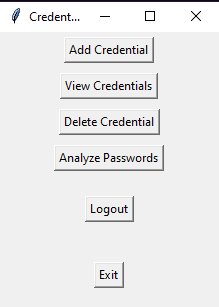 Credent...
Add Credential
View Credentials
Delete Credential
Analyze Passwords
Logout
Exit